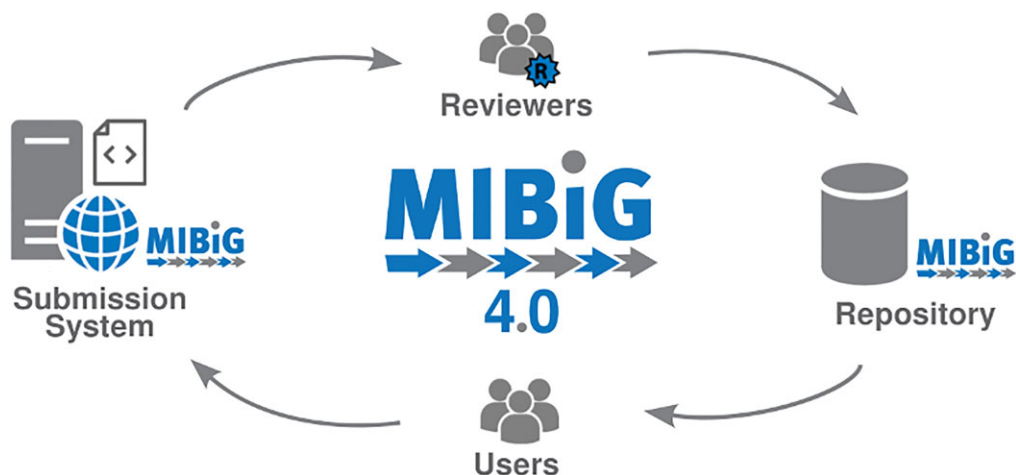 R
Reviewers
< >
MIBiG
Submission
System
MIBiG
4.0
MIBiG
Repository
Users